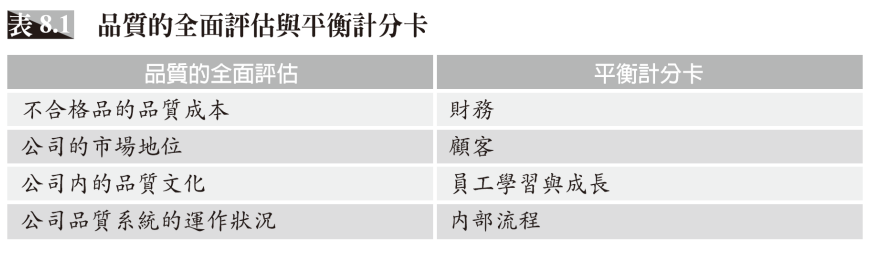 表 8.1 品質的全面評估與平衡計分卡
品質的全面評估 平衡計分卡
不合格品的品質成本 財務
公司的市場地位 顧客
公司內的品質文化 員工學習與成長
公司品質系統的運作狀況 內部流程